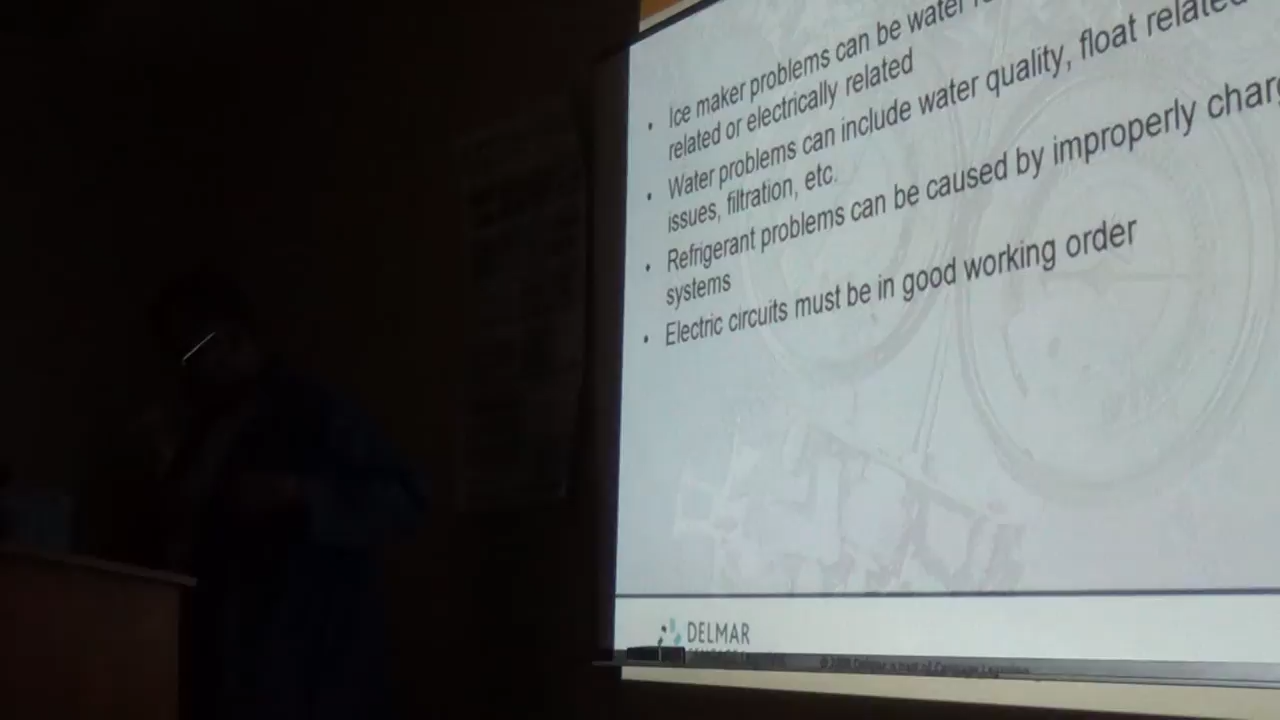 • Ice maker problems can be water
related or electrically related
• Water problems can include water quality, float related
issues, filtration, etc.
• Refrigerant problems can be caused by improperly
systems
• Electric circuits must be in good working order
DELMAR